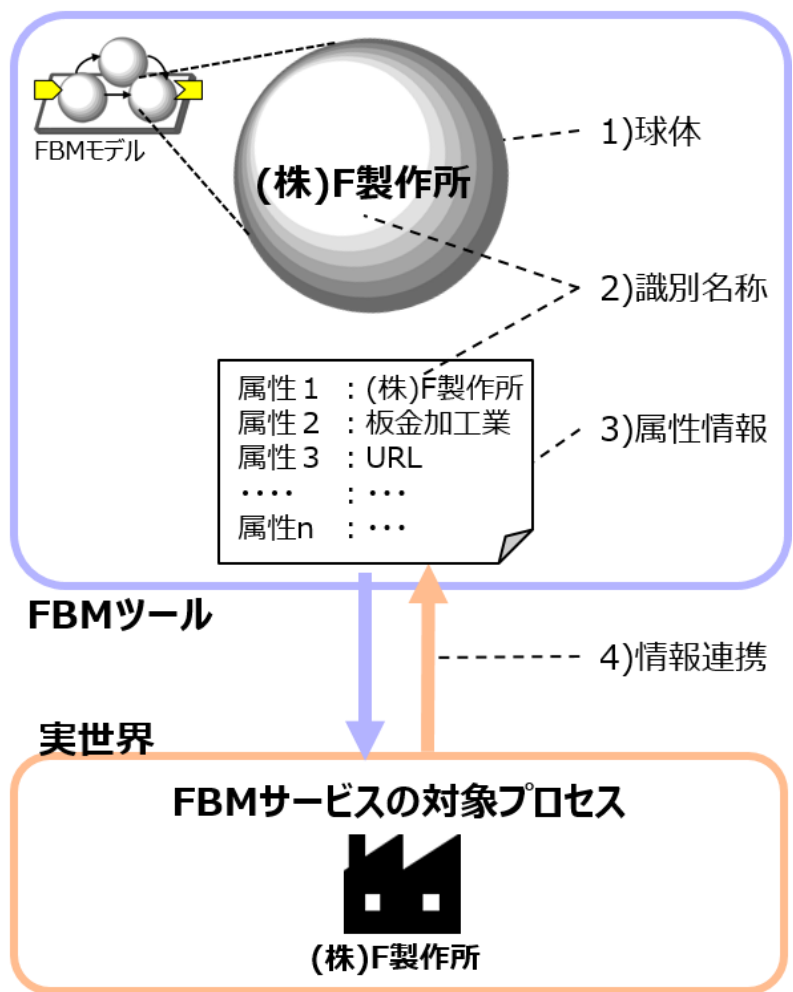 FBMモデル
(株)F製作所
1)球体
2)識別名称
属性1 :(株)F製作所
属性2 :板金加工業
属性3 :URL
‥‥ :…
属性n :…
3)属性情報
FBMツール
4)情報連携
実世界
FBMサービスの対象プロセス
(株)F製作所